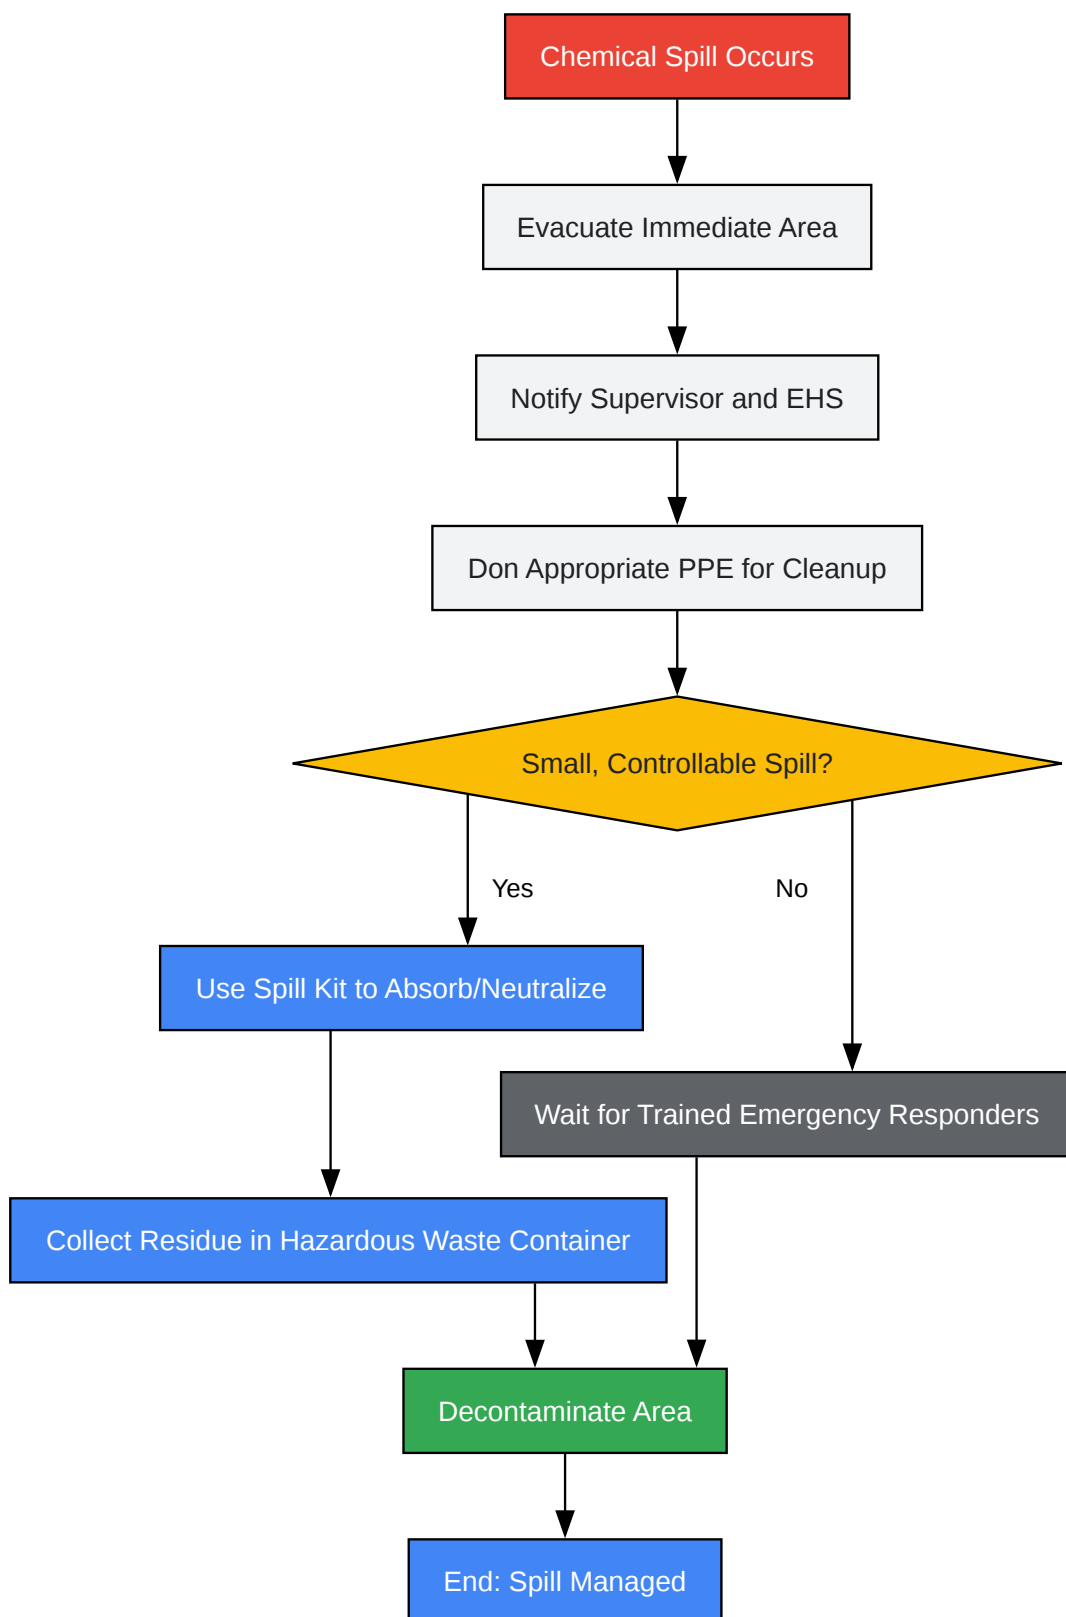 Chemical Spill Occurs
Evacuate Immediate Area
Notify Supervisor and EHS
Don Appropriate PPE for Cleanup
Small, Controllable Spill?
Yes
No
Use Spill Kit to Absorb/Neutralize
Wait for Trained Emergency Responders
Collect Residue in Hazardous Waste Container
Decontaminate Area
End: Spill Managed